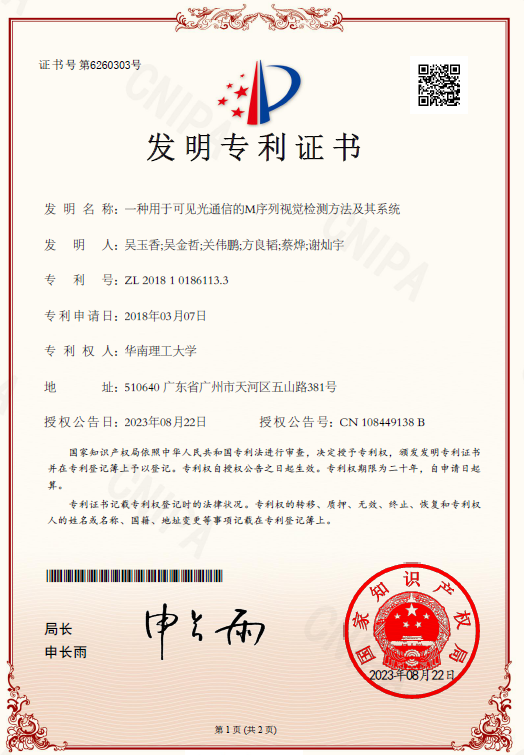 证书号第6260303号
发明专利证书
发明名称：一种用于可见光通信的M序列视觉检测方法及其系统
发明人：吴玉香;吴金哲;关伟鹏;方良韬;蔡烨;谢灿宇
专利号：ZL 2018 1 0186113.3
专利申请日：2018年03月07日
专利权人：华南理工大学
地址：510640 广东省广州市天河区五山路381号
授权公告日：2023年08月22日 授权公告号：CN 108449138 B
国家知识产权局依照中华人民共和国专利法进行审查，决定授予专利权，颁发发明专利证书
并在专利登记簿上予以登记。专利权自授权公告之日起生效。专利权期限为二十年，自申请日起
算。
专利证书记载专利权登记时的法律状况。专利权的转移、质押、无效、终止、恢复和专利权
人的姓名或名称、国籍、地址变更等事项记载在专利登记簿上。
局长
申长雨
申长雨
国家知识产权局
2023年08月22日
第1页(共2页)
CNIPA
CNIPA
CNIPA
CNIPA